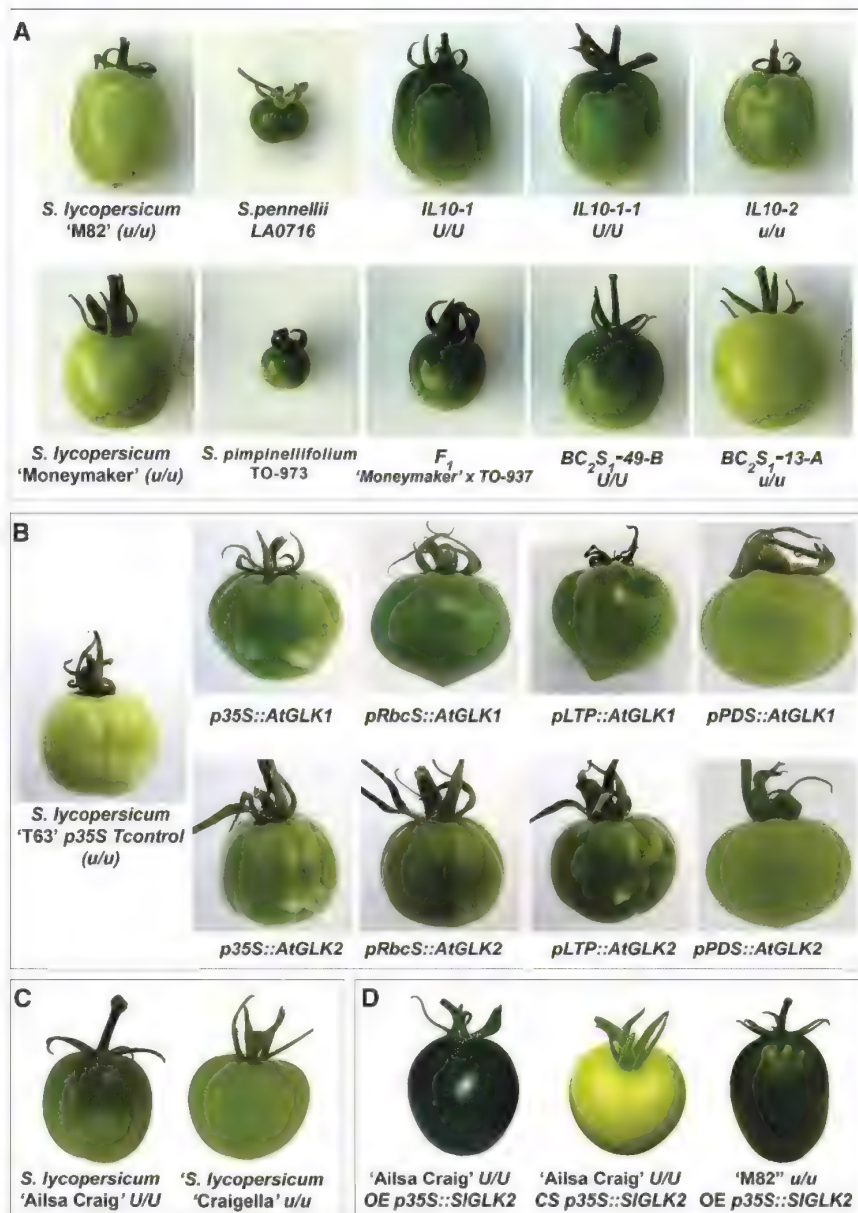 A
S. lycopersicum
'M82' (u/u)
S.pennellii
LA0716
IL10-1
U/U
IL10-1-1
U/U
IL10-2
u/u
S. lycopersicum
'Moneymaker' (u/u)
S. pimpinellifolium
TO-973
F1
'Moneymaker' x TO-937
BC2S1-49-B
U/U
BC2S1-13-A
u/u
B
S. lycopersicum
'T63' p35S Tcontrol
(u/u)
p35S::AtGLK1
pRbcS::AtGLK1
pLTP::AtGLK1
pPDS::AtGLK1
p35S::AtGLK2
pRbcS::AtGLK2
pLTP::AtGLK2
pPDS::AtGLK2
C
S. lycopersicum
'Ailsa Craig' U/U
'S. lycopersicum
'Craigella' u/u
D
'Ailsa Craig' U/U
OE p35S::SlGLK2
'Ailsa Craig' U/U
CS p35S::SlGLK2
'M82" u/u
OE p35S::SlGLK2